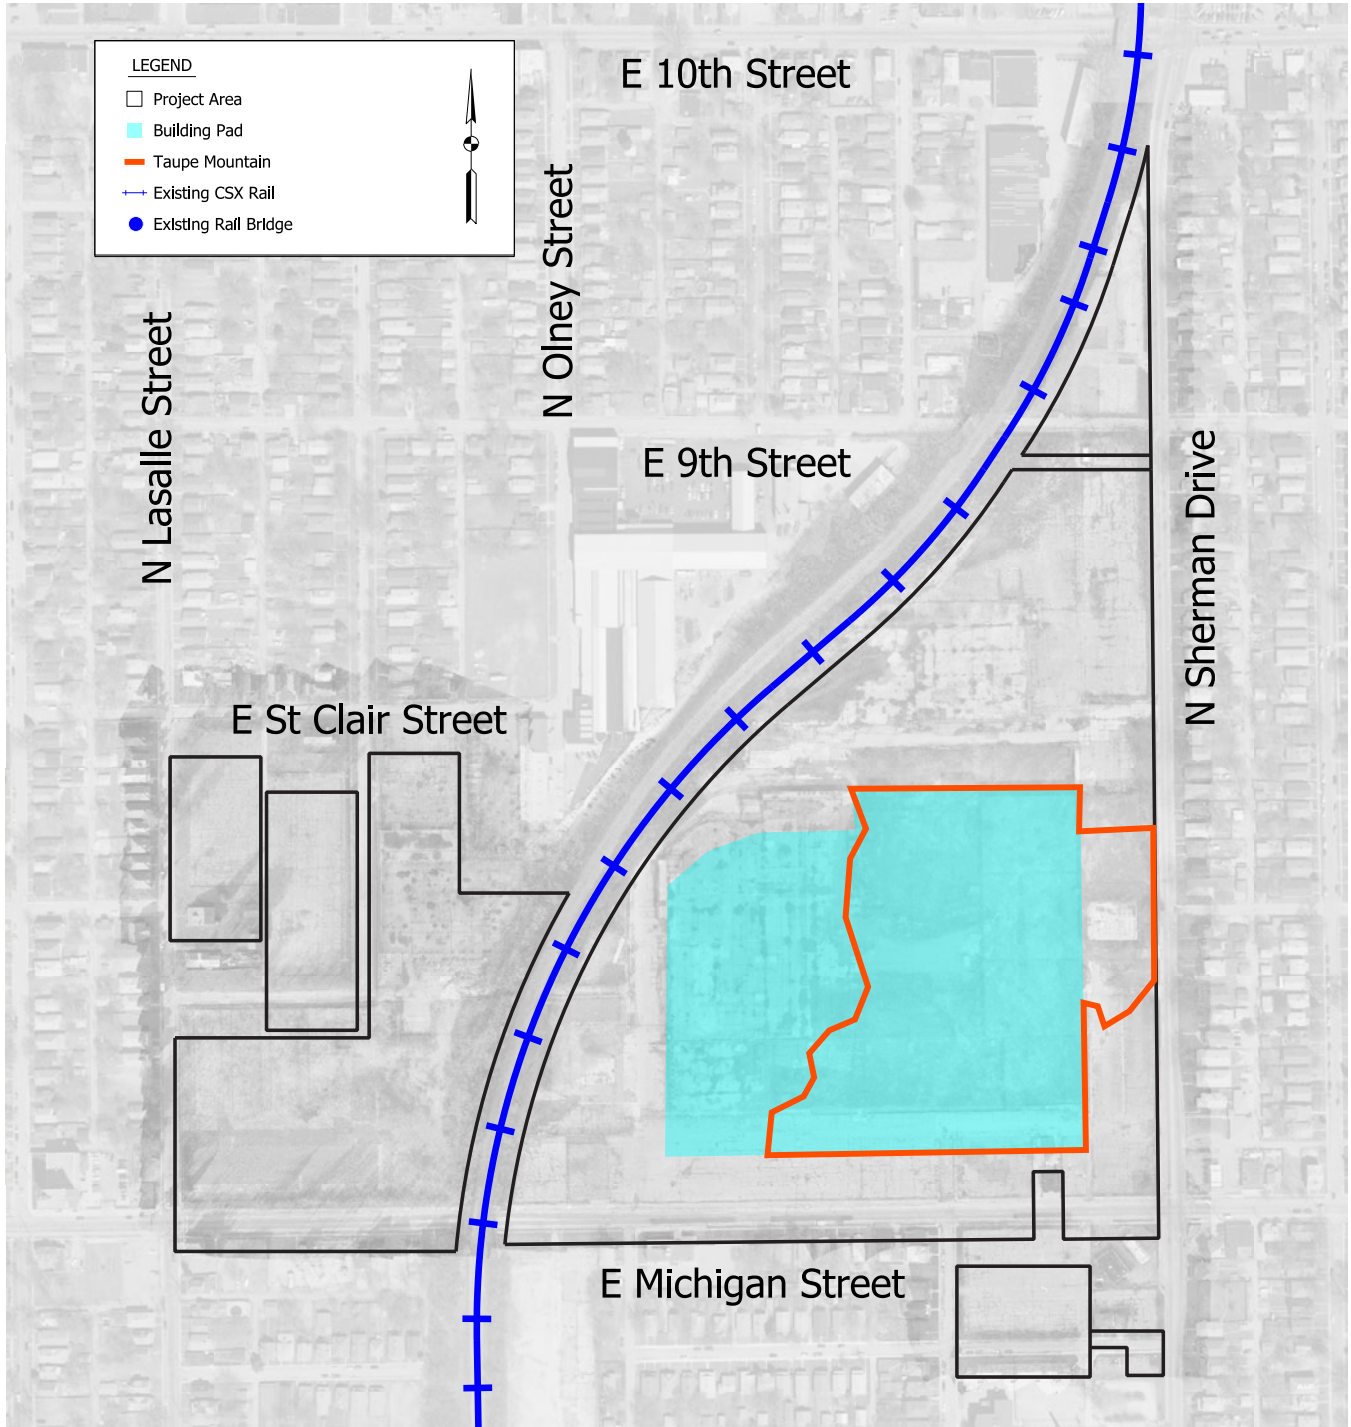 LEGEND
Project Area
Building Pad
Taupe Mountain
Existing CSX Rail
Existing Rail Bridge
E 10th Street
N Olney Street
N Lasalle Street
E 9th Street
N Sherman Drive
E St Clair Street
E Michigan Street